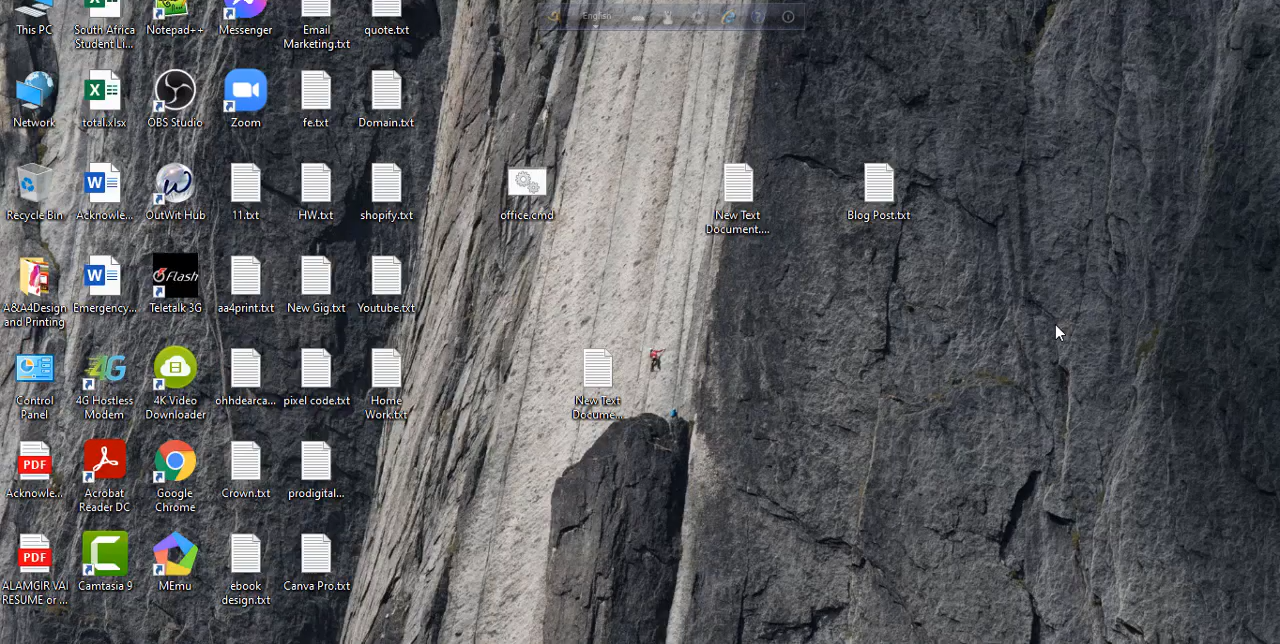 This PC
South Africa
Student Li...
Notepad++
Messenger
Email
Marketing.txt
quote.txt
English
Network
total.xlsx
OBS Studio
Zoom
fe.txt
Domain.txt
Recycle Bin
Acknowle...
OutWit Hub
11.txt
HW.txt
shopify.txt
office.cmd
New Text
Document....
Blog Post.txt
A&A4Design
and Printing
Emergency...
Teletalk 3G
aa4print.txt
New Gig.txt
Youtube.txt
Control
Panel
4G Hostless
Modem
4K Video
Downloader
ohhdearca...
pixel code.txt
Home
Work.txt
New Text
Docume...
Acknowle...
Acrobat
Reader DC
Google
Chrome
Crown.txt
prodigital...
ALAMGIR VAI
RESUME or ...
Camtasia 9
MEmu
ebook
design.txt
Canva Pro.txt
X
W
W
Flash
4G
PDF
PDF